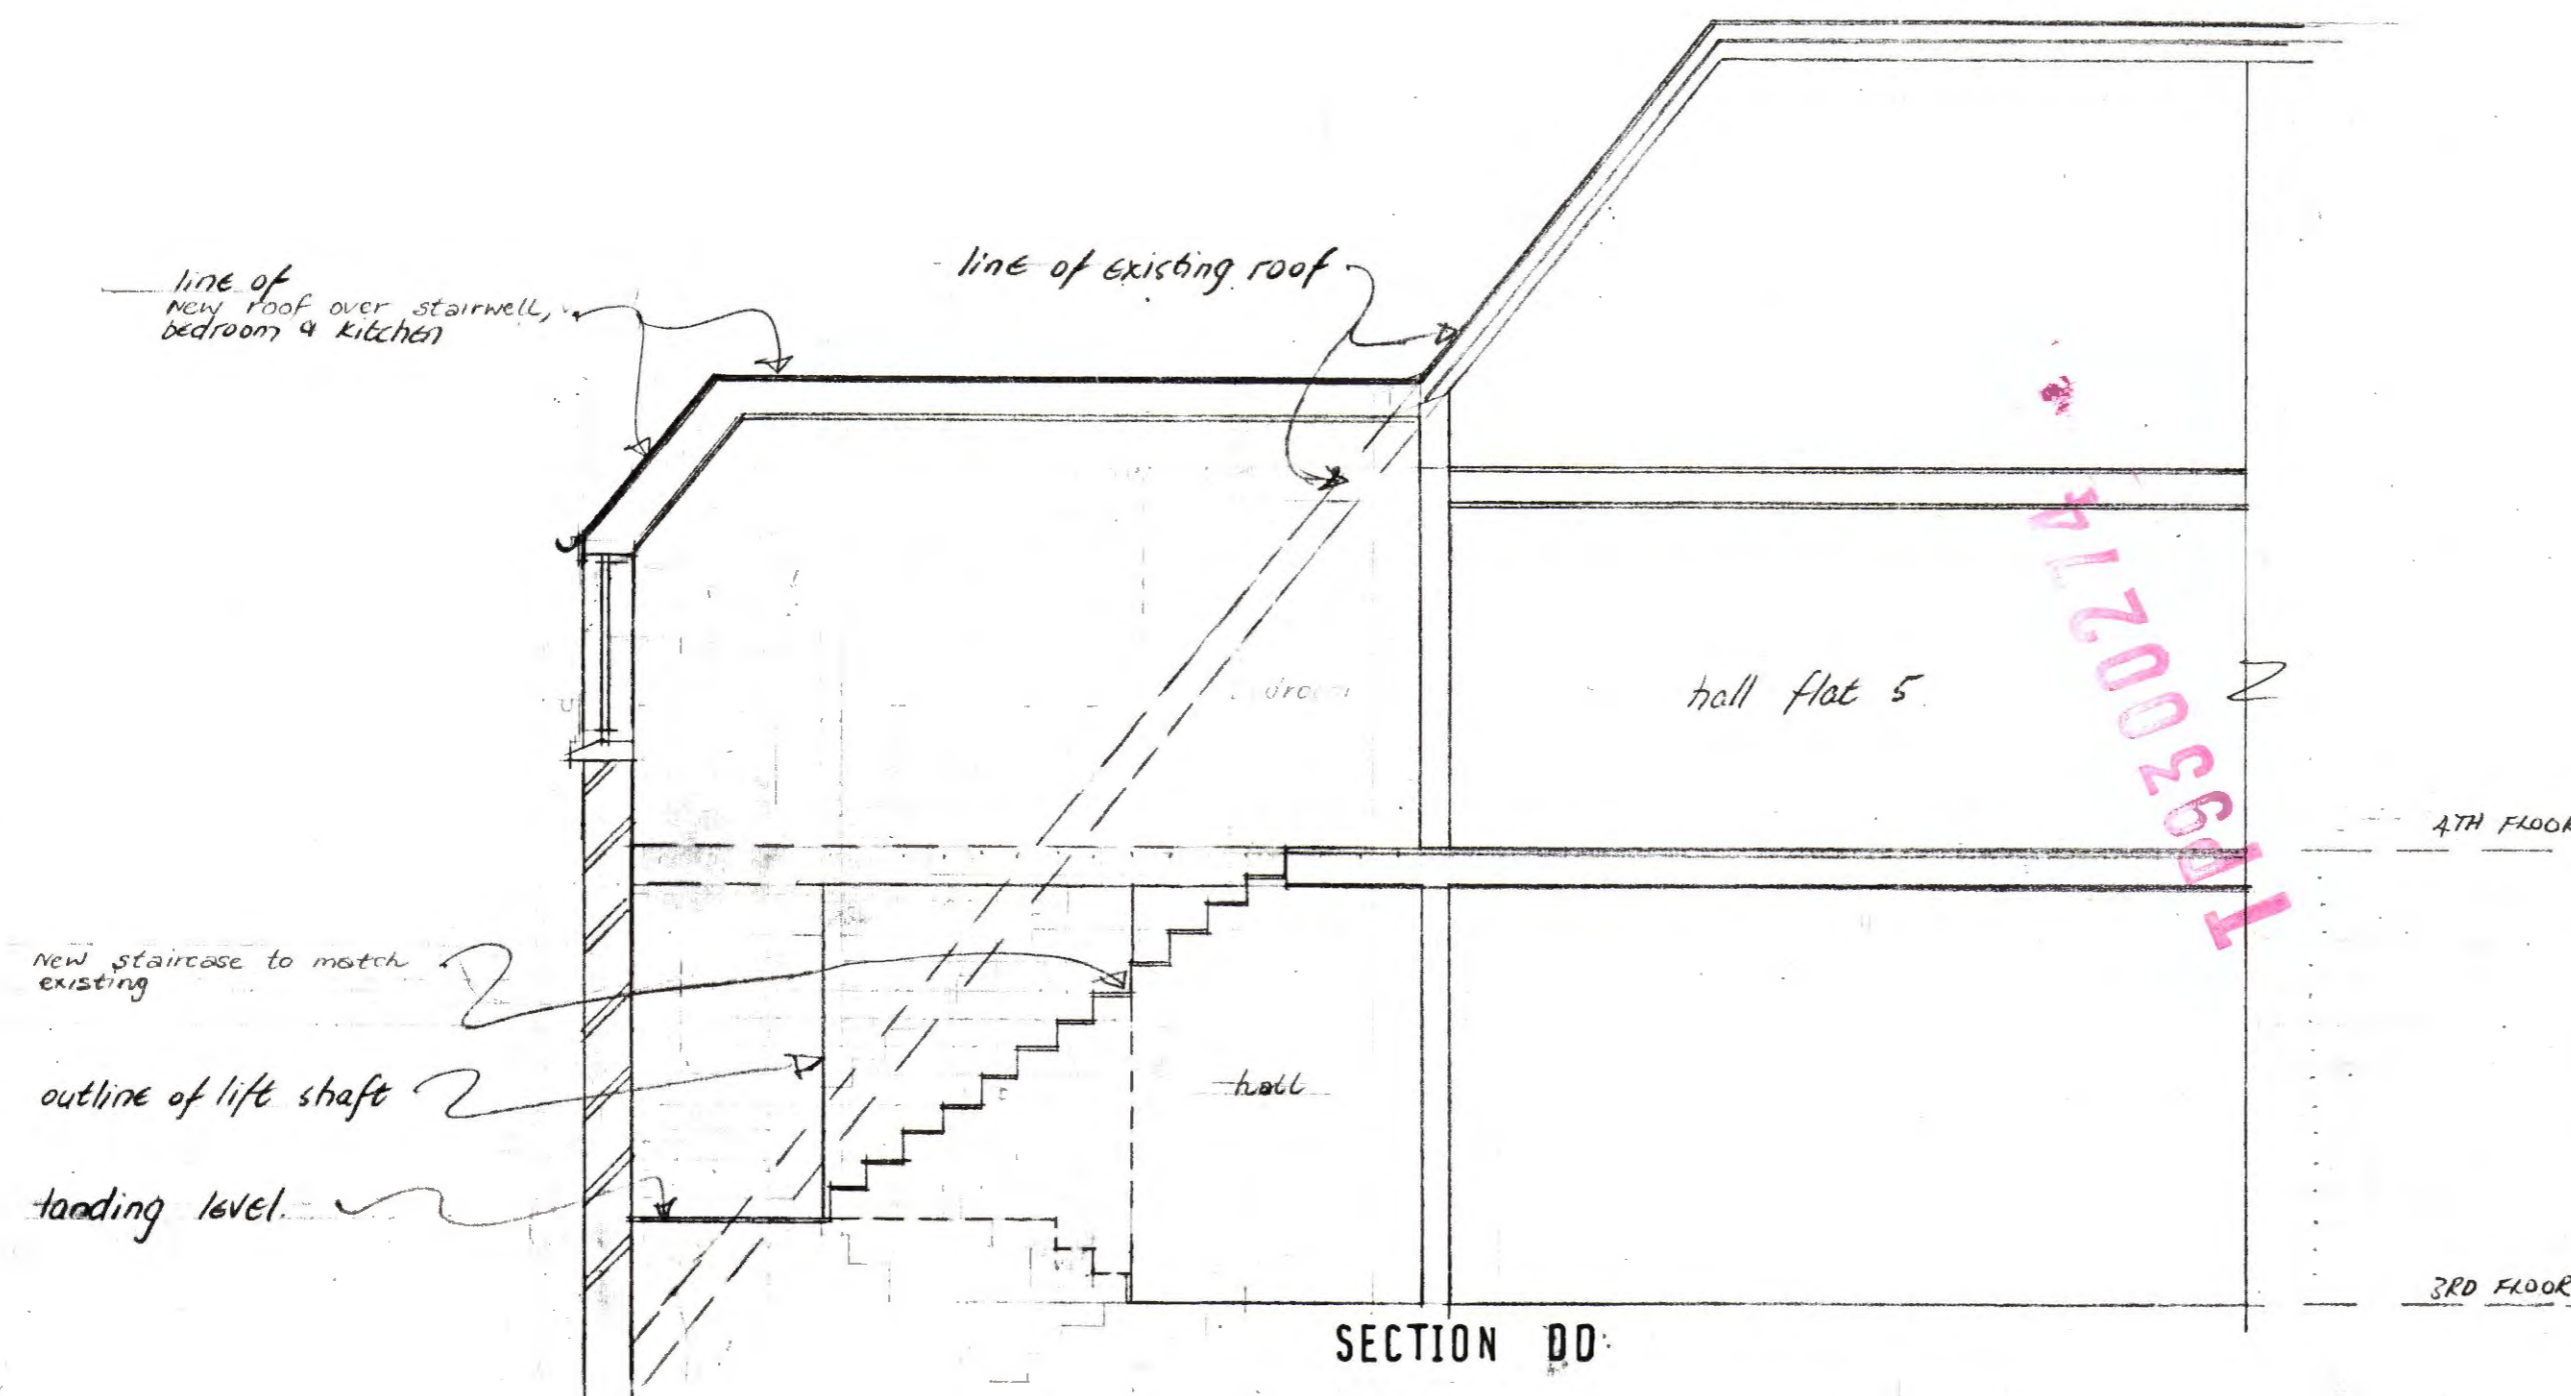 line of
New roof over stairwell,
bedroom & kitchen
line of existing roof
hall flat 5.
4TH FLOOR
New staircase to match
existing
outline of lift shaft
hall
landing level.
3RD FLOOR
SECTION DD